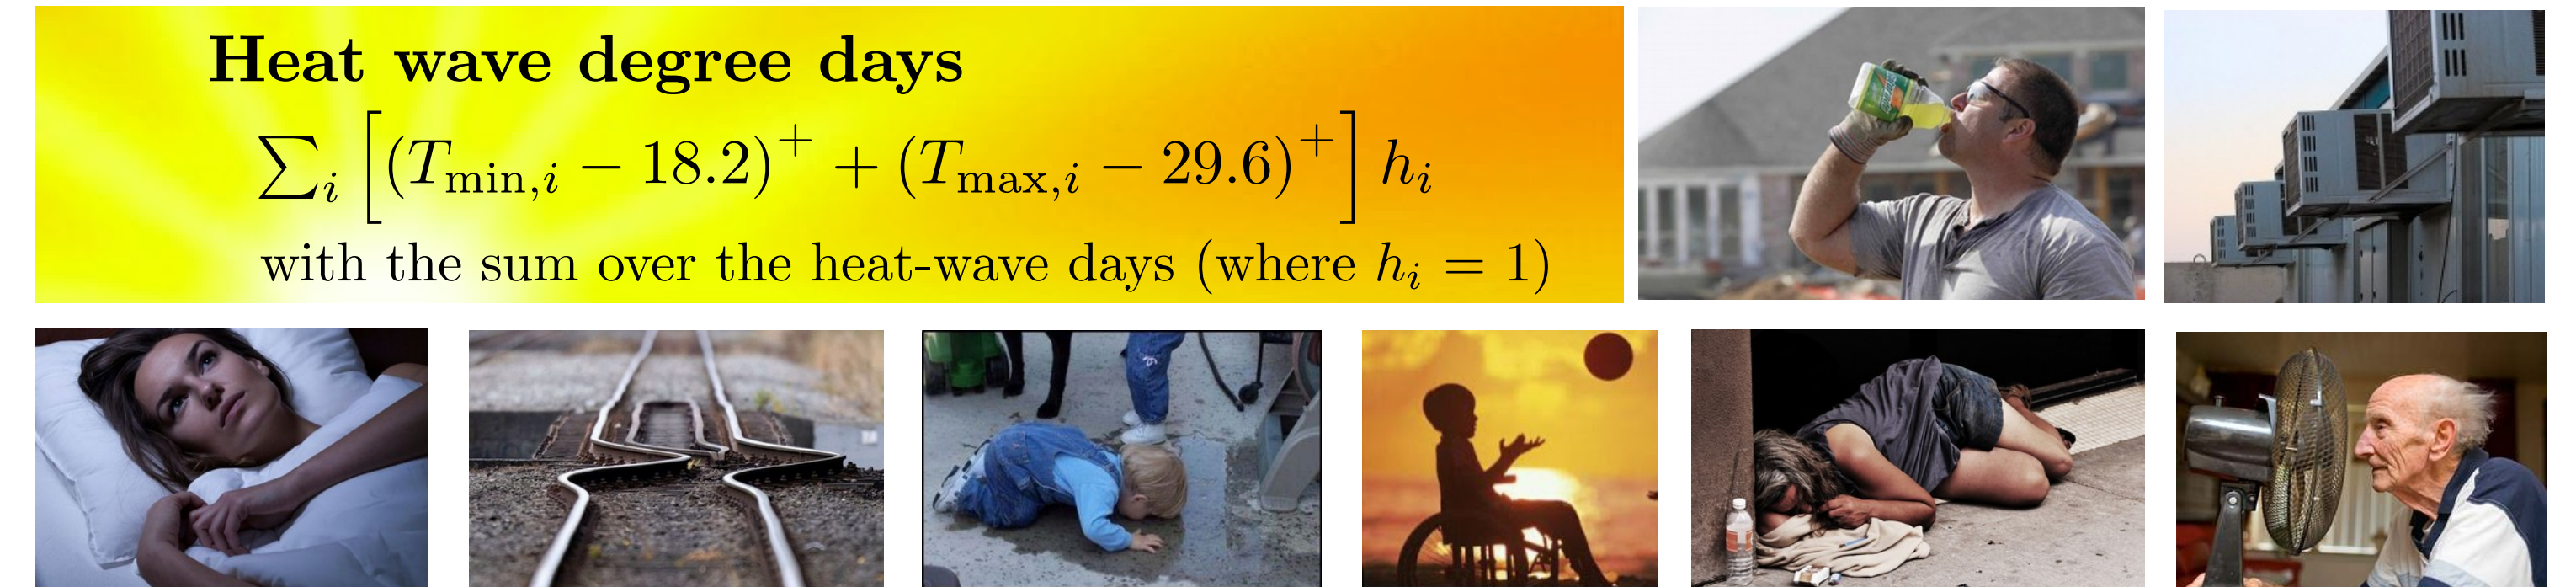 Heat wave degree days
∑_i [(T_min,i − 18.2)^+ + (T_max,i − 29.6)^+] h_i
with the sum over the heat-wave days (where h_i = 1)